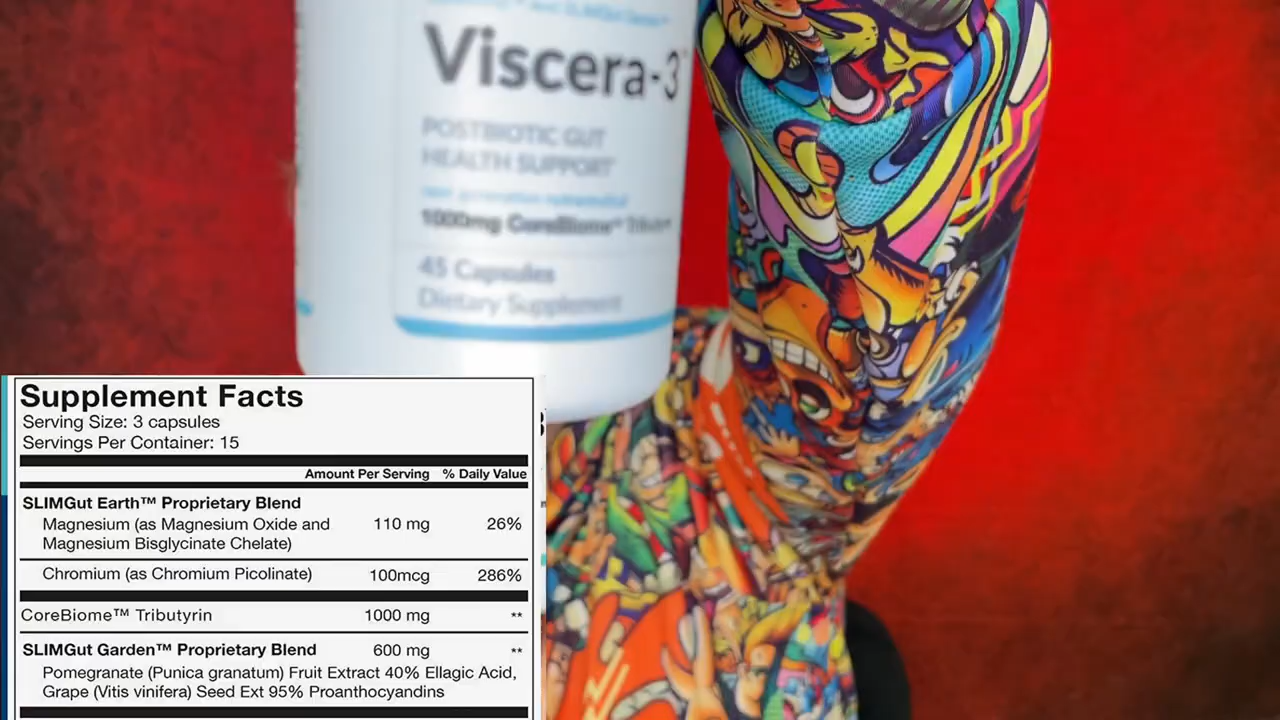 Viscera-3
POSTBIOTIC GUT
HEALTH SUPPORT
1000mg CoreBiome
45 Capsules
Dietary Supplement
Supplement Facts
Serving Size: 3 capsules
Servings Per Container: 15
Amount Per Serving % Daily Value
SLIMGut Earth™ Proprietary Blend
Magnesium (as Magnesium Oxide and 110 mg 26%
Magnesium Bisglycinate Chelate)
Chromium (as Chromium Picolinate) 100mcg 286%
CoreBiome™ Tributyrin 1000 mg **
SLIMGut Garden™ Proprietary Blend 600 mg **
Pomegranate (Punica granatum) Fruit Extract 40% Ellagic Acid,
Grape (Vitis vinifera) Seed Ext 95% Proanthocyandins